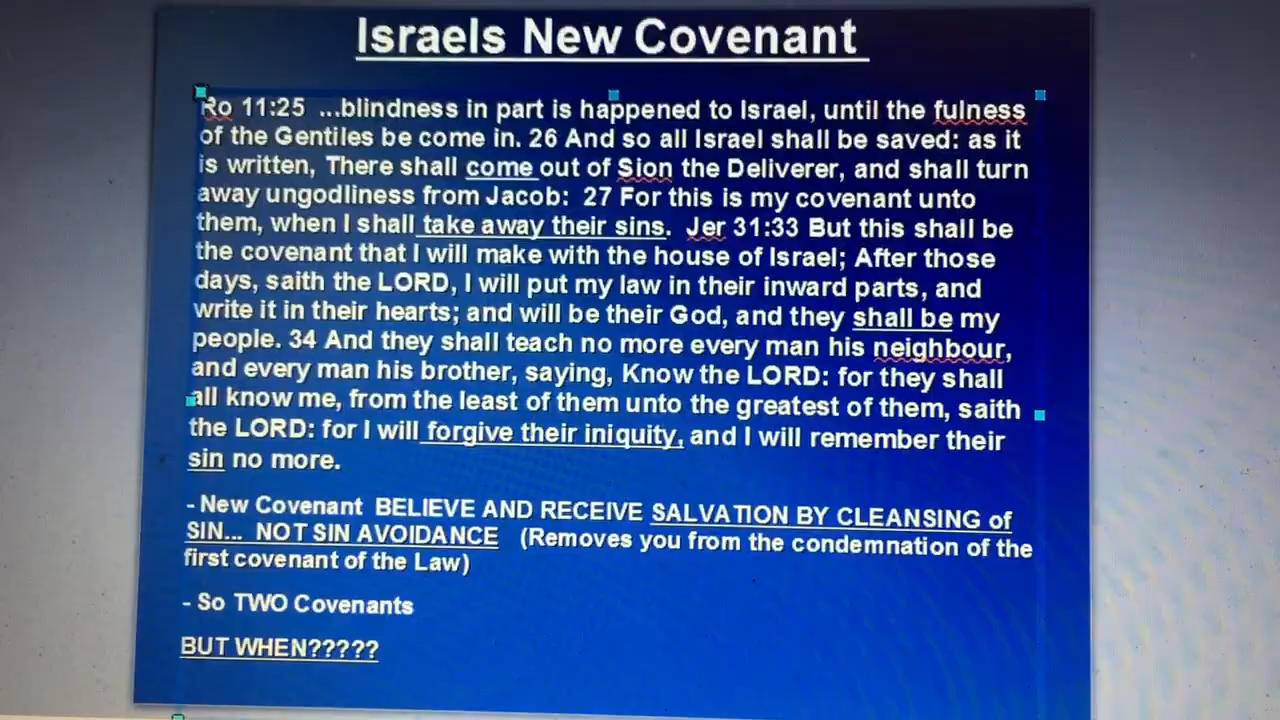 Israels New Covenant
Ro 11:25 ...blindness in part is happened to Israel, until the fulness
of the Gentiles be come in. 26 And so all Israel shall be saved: as it
is written, There shall come out of Sion the Deliverer, and shall turn
away ungodliness from Jacob: 27 For this is my covenant unto
them, when I shall take away their sins. Jer 31:33 But this shall be
the covenant that I will make with the house of Israel; After those
days, saith the LORD, I will put my law in their inward parts, and
write it in their hearts; and will be their God, and they shall be my
people. 34 And they shall teach no more every man his neighbour,
and every man his brother, saying, Know the LORD: for they shall
all know me, from the least of them unto the greatest of them, saith
the LORD: for I will forgive their iniquity, and I will remember their
sin no more.
- New Covenant BELIEVE AND RECEIVE SALVATION BY CLEANSING of
SIN... NOT SIN AVOIDANCE (Removes you from the condemnation of the
first covenant of the Law)
- So TWO Covenants
BUT WHEN?????